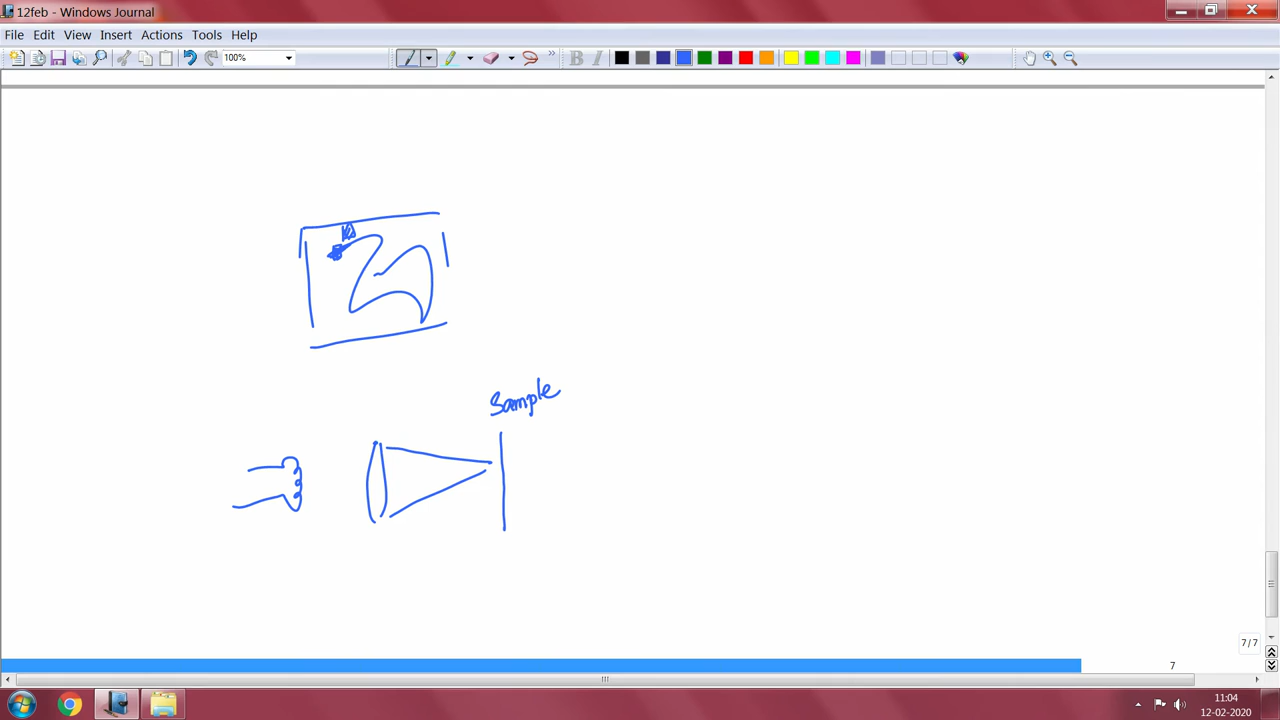 12feb - Windows Journal
File Edit View Insert Actions Tools Help
100%
B I
Sample
7/7
7
11:04
12-02-2020